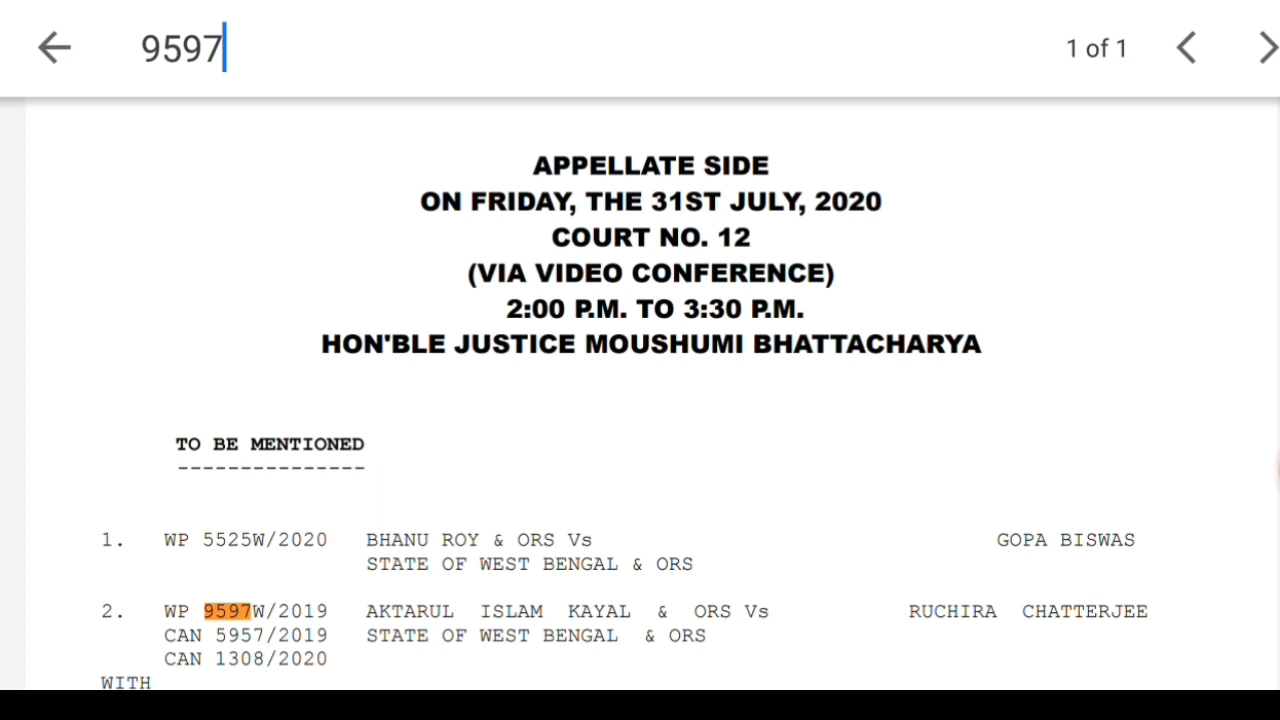 9597 1 of 1
APPELLATE SIDE
ON FRIDAY, THE 31ST JULY, 2020
COURT NO. 12
(VIA VIDEO CONFERENCE)
2:00 P.M. TO 3:30 P.M.
HON'BLE JUSTICE MOUSHUMI BHATTACHARYA
TO BE MENTIONED
---------------
1. WP 5525W/2020 BHANU ROY & ORS Vs GOPA BISWAS
STATE OF WEST BENGAL & ORS
2. WP 9597W/2019 AKTARUL ISLAM KAYAL & ORS Vs RUCHIRA CHATTERJEE
CAN 5957/2019 STATE OF WEST BENGAL & ORS
CAN 1308/2020
WITH